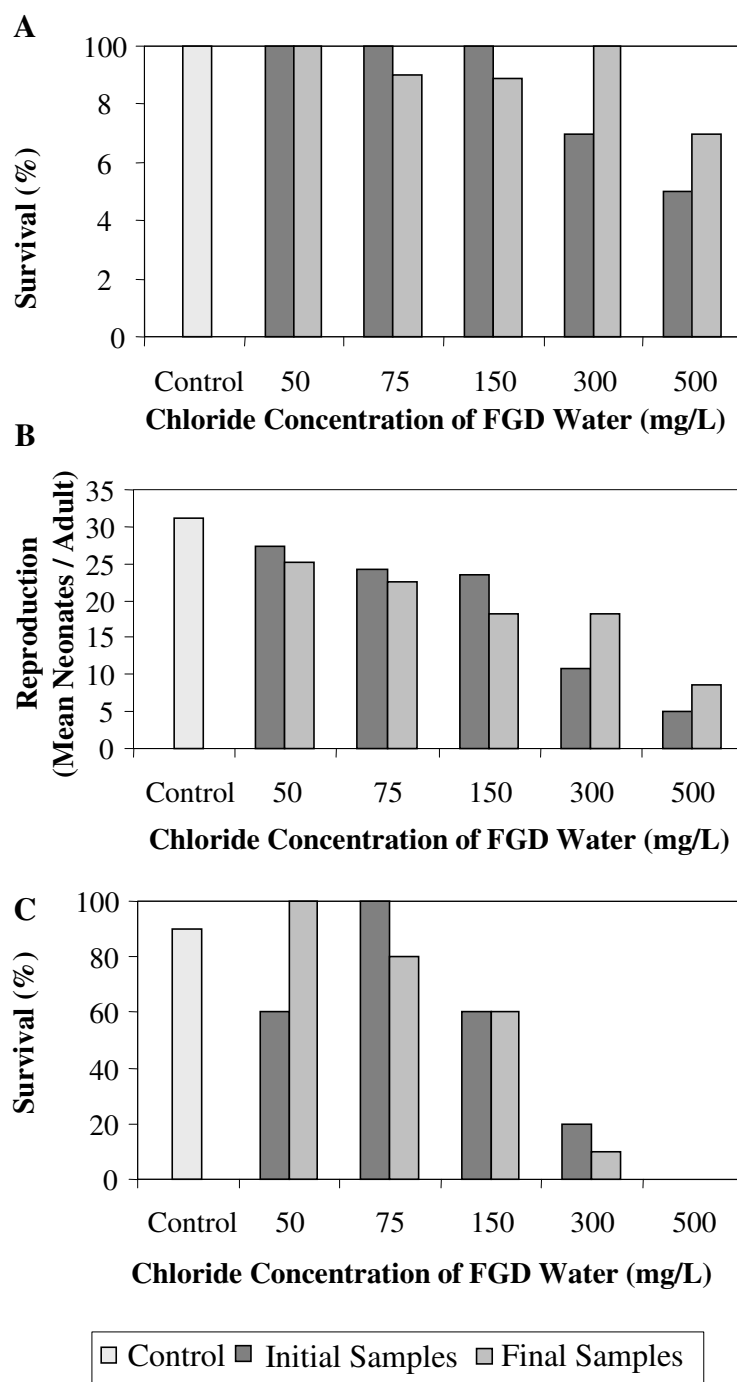 A
Survival (%)
100
8
6
4
2
0
Control 50 75 150 300 500
Chloride Concentration of FGD Water (mg/L)
B
Reproduction
(Mean Neonates / Adult)
35
30
25
20
15
10
5
0
Control 50 75 150 300 500
Chloride Concentration of FGD Water (mg/L)
C
Survival (%)
100
80
60
40
20
0
Control 50 75 150 300 500
Chloride Concentration of FGD Water (mg/L)
Control Initial Samples Final Samples